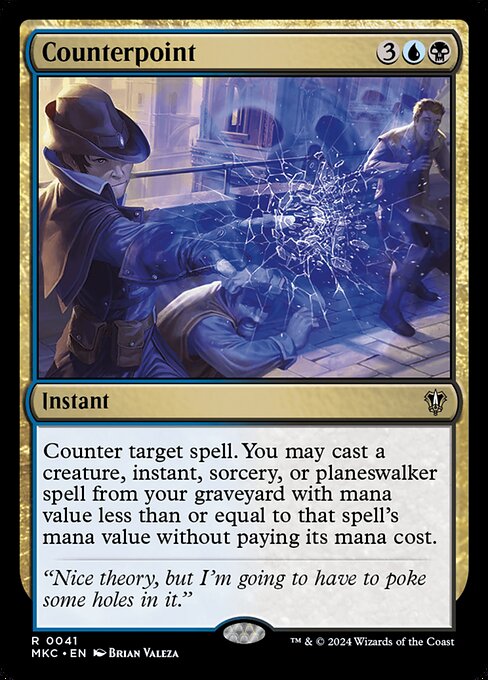 Counterpoint 3
Instant
Counter target spell. You may cast a
creature, instant, sorcery, or planeswalker
spell from your graveyard with mana
value less than or equal to that spell's
mana value without paying its mana cost.
“Nice theory, but I'm going to have to poke
some holes in it.”
R 0041
MKC • EN BRIAN VALEZA
™ & © 2024 Wizards of the Coast